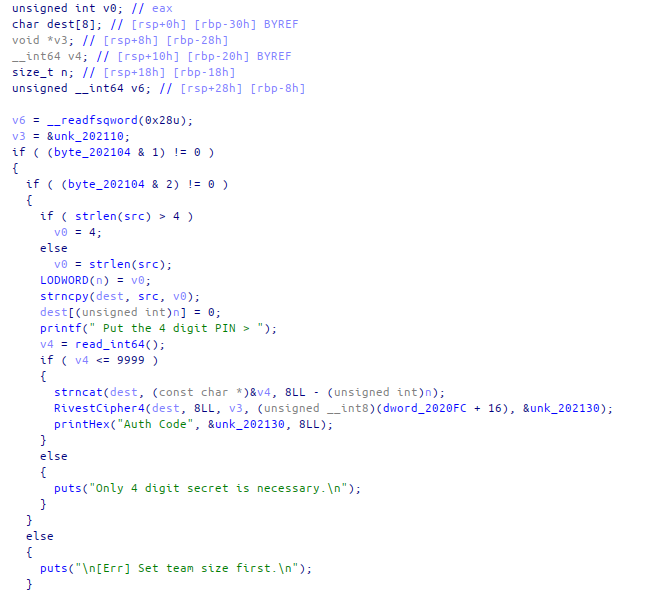 unsigned int v0; // eax
char dest[8]; // [rsp+0h] [rbp-30h] BYREF
void *v3; // [rsp+8h] [rbp-28h]
__int64 v4; // [rsp+10h] [rbp-20h] BYREF
size_t n; // [rsp+18h] [rbp-18h]
unsigned __int64 v6; // [rsp+28h] [rbp-8h]

v6 = __readfsqword(0x28u);
v3 = &unk_202110;
if ( (byte_202104 & 1) != 0 )
{
  if ( (byte_202104 & 2) != 0 )
  {
    if ( strlen(src) > 4 )
      v0 = 4;
    else
      v0 = strlen(src);
    LODWORD(n) = v0;
    strncpy(dest, src, v0);
    dest[(unsigned int)n] = 0;
    printf(" Put the 4 digit PIN > ");
    v4 = read_int64();
    if ( v4 <= 9999 )
    {
      strncat(dest, (const char *)&v4, 8LL - (unsigned int)n);
      RivestCipher4(dest, 8LL, v3, (unsigned __int8)(dword_2020FC + 16), &unk_202130);
      printHex("Auth Code", &unk_202130, 8LL);
    }
    else
    {
      puts("Only 4 digit secret is necessary.\n");
    }
  }
  else
  {
    puts("\n[Err] Set team size first.\n");
  }